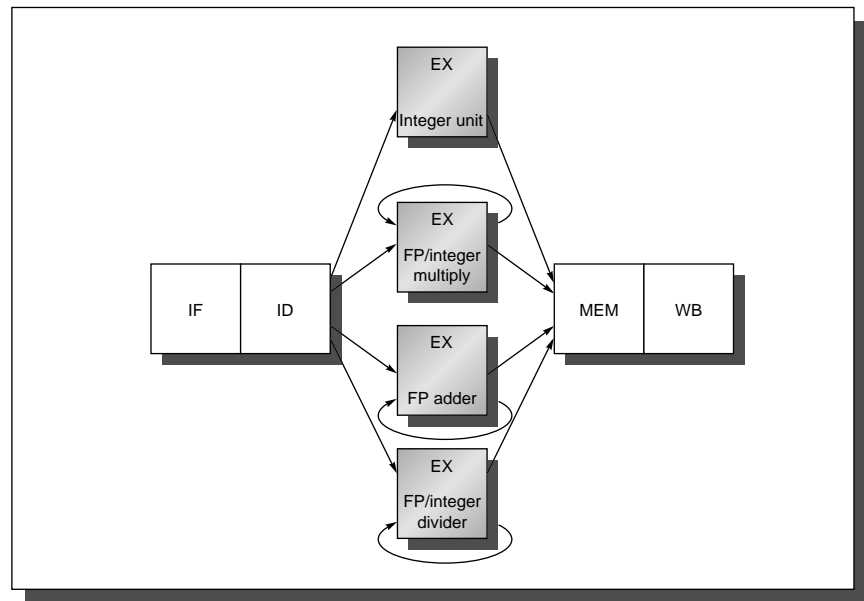 EX
Integer unit
EX
FP/integer
multiply
IF
ID
MEM
WB
EX
FP adder
EX
FP/integer
divider